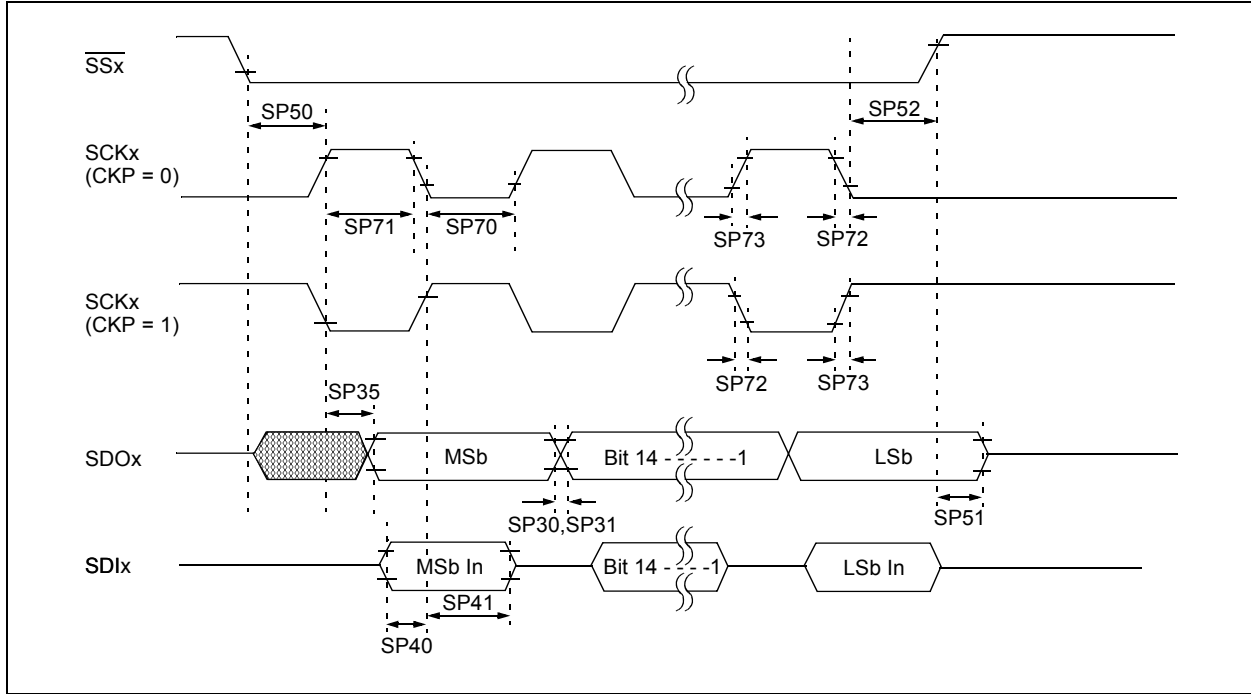 SSx
SP50
SP52
SCKx
(CKP = 0)
SP71
SP70
SP73
SP72
SCKx
(CKP = 1)
SP72
SP73
SP35
SDOx
MSb
Bit 14 - - - - - -1
LSb
SP30,SP31
SP51
SDIx
MSb In
Bit 14 - - - - -1
LSb In
SP41
SP40